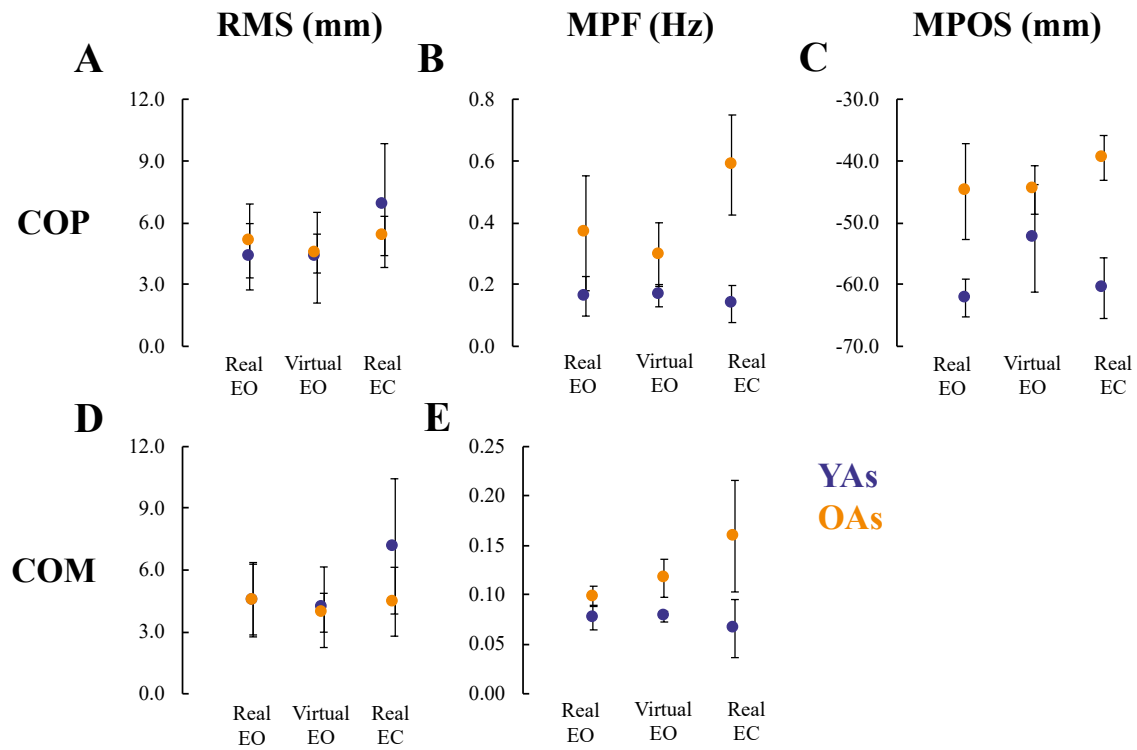 RMS (mm)
MPF (Hz)
MPOS (mm)
A
B
C
COP
12.0
9.0
6.0
3.0
0.0
Real
EO
Virtual
EO
Real
EC
0.8
0.6
0.4
0.2
0.0
Real
EO
Virtual
EO
Real
EC
-30.0
-40.0
-50.0
-60.0
-70.0
Real
EO
Virtual
EO
Real
EC
D
E
COM
12.0
9.0
6.0
3.0
0.0
Real
EO
Virtual
EO
Real
EC
0.25
0.20
0.15
0.10
0.05
0.00
Real
EO
Virtual
EO
Real
EC
YAs
OAs